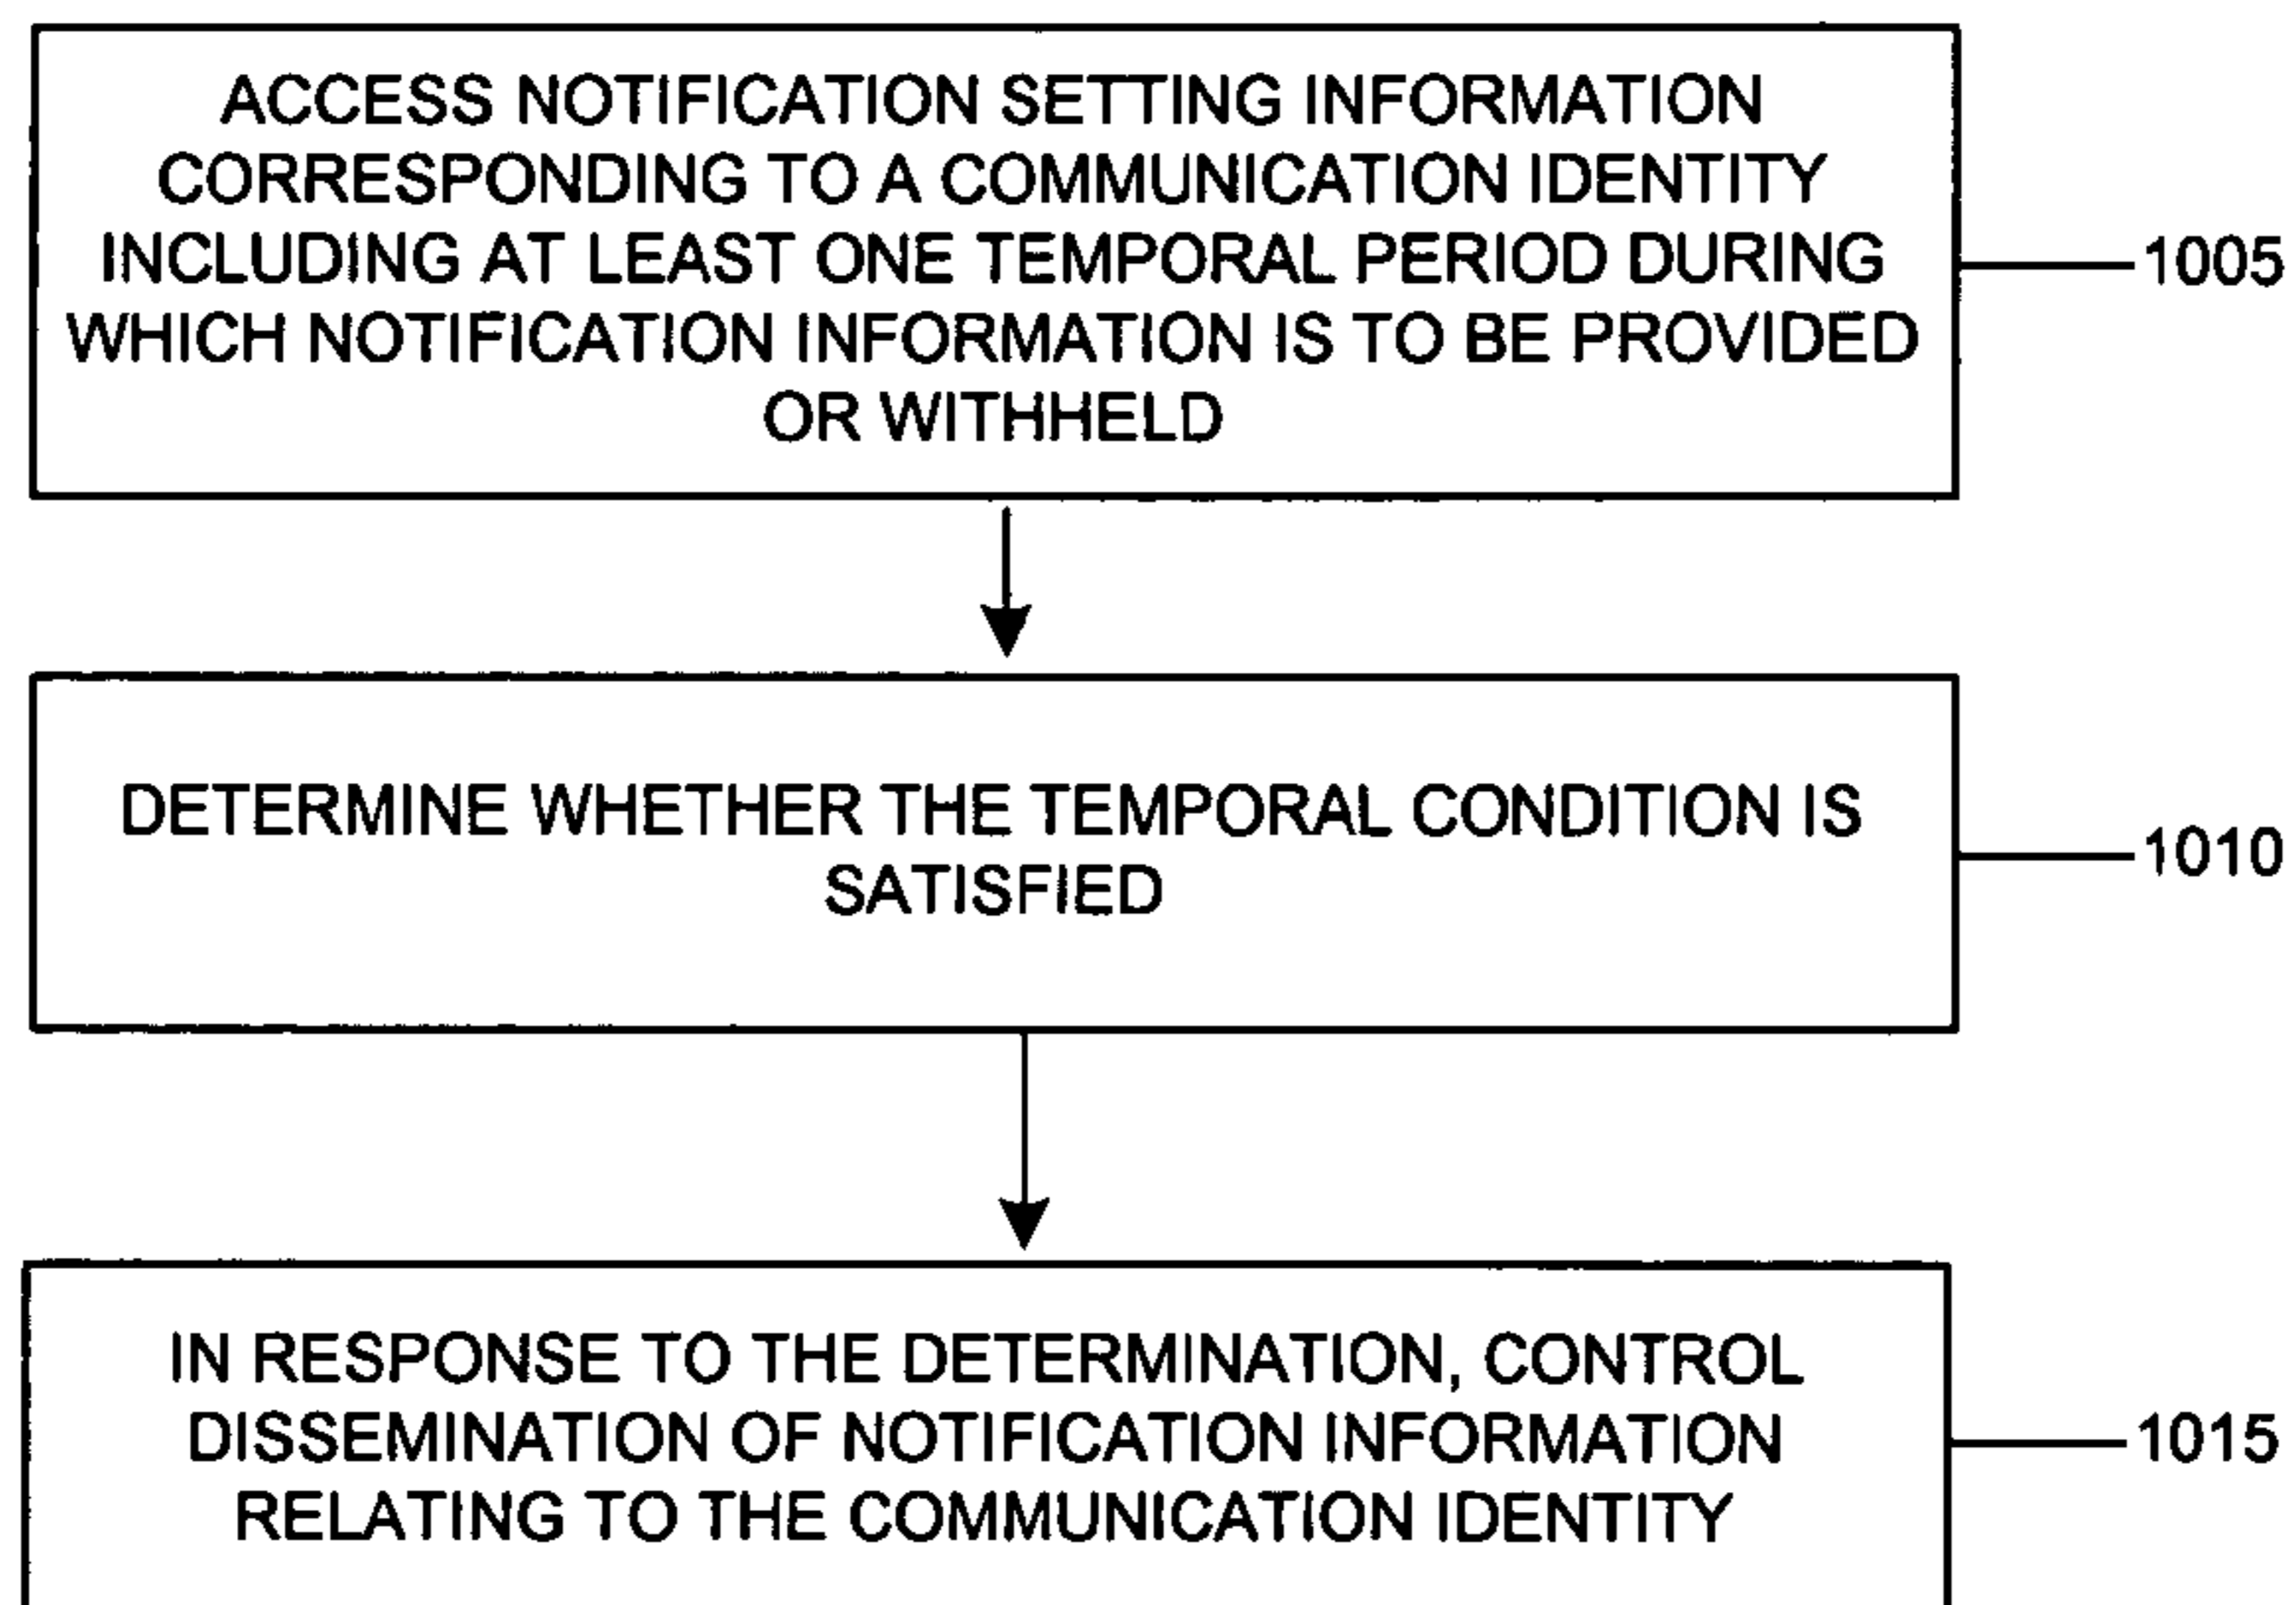 ACCESS NOTIFICATION SETTING INFORMATION
CORRESPONDING TO A COMMUNICATION IDENTITY
INCLUDING AT LEAST ONE TEMPORAL PERIOD DURING
WHICH NOTIFICATION INFORMATION IS TO BE PROVIDED
OR WITHHELD
1005
DETERMINE WHETHER THE TEMPORAL CONDITION IS
SATISFIED
1010
IN RESPONSE TO THE DETERMINATION, CONTROL
DISSEMINATION OF NOTIFICATION INFORMATION
RELATING TO THE COMMUNICATION IDENTITY
1015